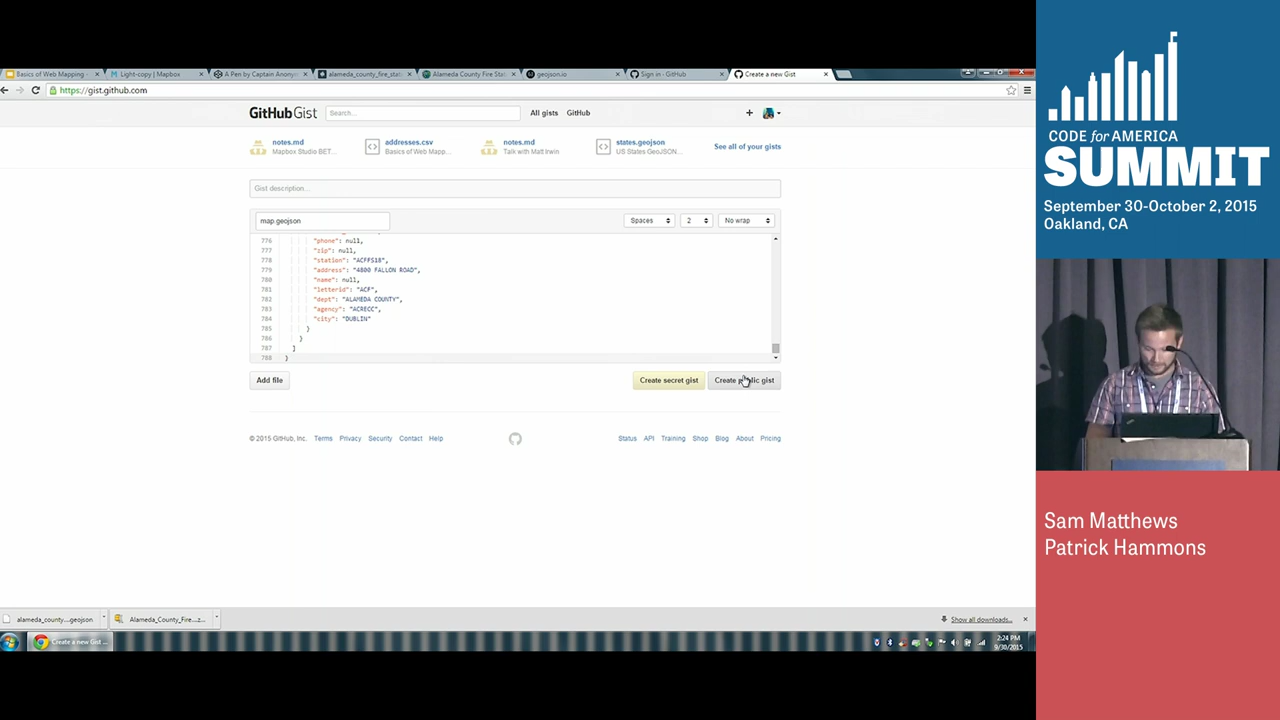 Basics of Web Mapping -
Light-copy | Mapbox
A Pen by Captain Anonym
alameda_county_fire_stat
Alameda County Fire Stat
geojson.io
Sign in · GitHub
Create a new Gist
https://gist.github.com
GitHub Gist
Search...
All gists
GitHub
notes.md
Mapbox Studio BET...
addresses.csv
Basics of Web Mapp...
notes.md
Talk with Matt Irwin
states.geojson
US States GeoJSON...
See all of your gists
Gist description...
map.geojson
Spaces
2
No wrap
776 "phone": null,
777 "zip": null,
778 "station": "ACFFS18",
779 "address": "4800 FALLON ROAD",
780 "name": null,
781 "letterid": "ACF",
782 "dept": "ALAMEDA COUNTY",
783 "agency": "ACRECC",
784 "city": "DUBLIN"
785 }
786 }
787 ]
788 }
Add file
Create secret gist
Create public gist
© 2015 GitHub, Inc.
Terms
Privacy
Security
Contact
Help
Status
API
Training
Shop
Blog
About
Pricing
alameda_county....geojson
Alameda_County_Fire....z...
Show all downloads...
Create a new Gist ...
2:24 PM
9/30/2015
CODE for AMERICA
SUMMIT
September 30-October 2, 2015
Oakland, CA
Sam Matthews
Patrick Hammons